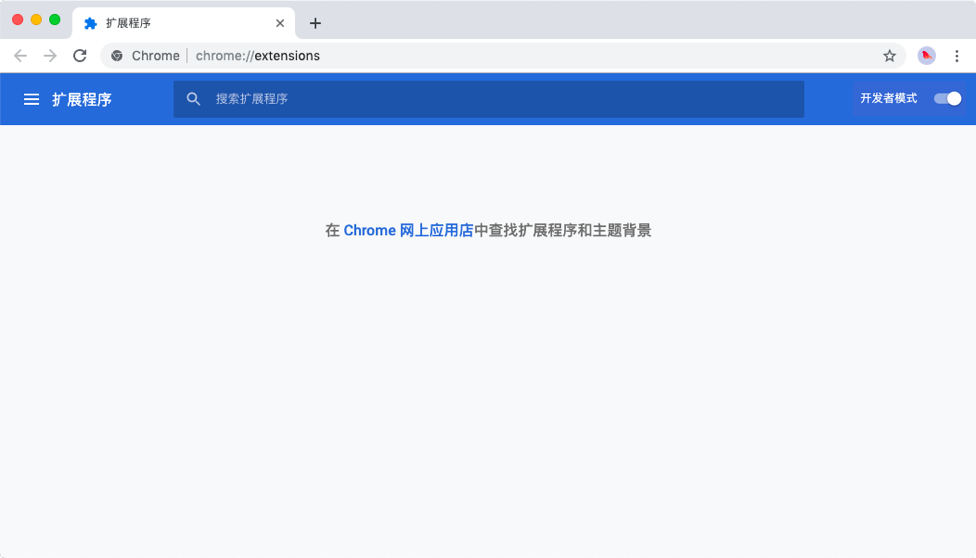 扩展程序
Chrome | chrome://extensions
扩展程序 搜索扩展程序 开发者模式
在 Chrome 网上应用店中查找扩展程序和主题背景